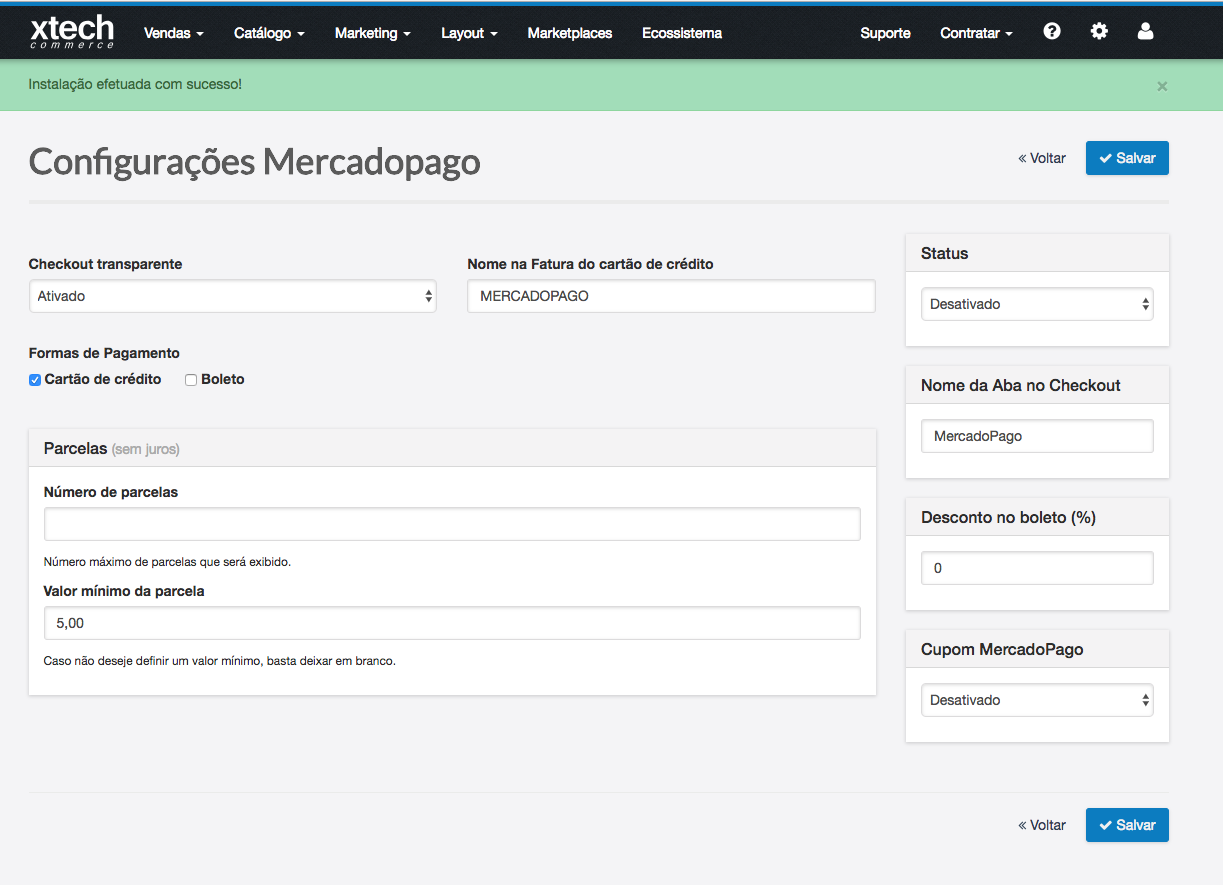 xtech commerce Vendas Catálogo Marketing Layout Marketplaces Ecossistema Suporte Contratar
Instalação efetuada com sucesso! ×
Configurações Mercadopago
« Voltar Salvar
Checkout transparente
Ativado
Nome na Fatura do cartão de crédito
MERCADOPAGO
Formas de Pagamento
Cartão de crédito Boleto
Parcelas (sem juros)
Número de parcelas
Número máximo de parcelas que será exibido.
Valor mínimo da parcela
5,00
Caso não deseje definir um valor mínimo, basta deixar em branco.
Status
Desativado
Nome da Aba no Checkout
MercadoPago
Desconto no boleto (%)
0
Cupom MercadoPago
Desativado
« Voltar Salvar